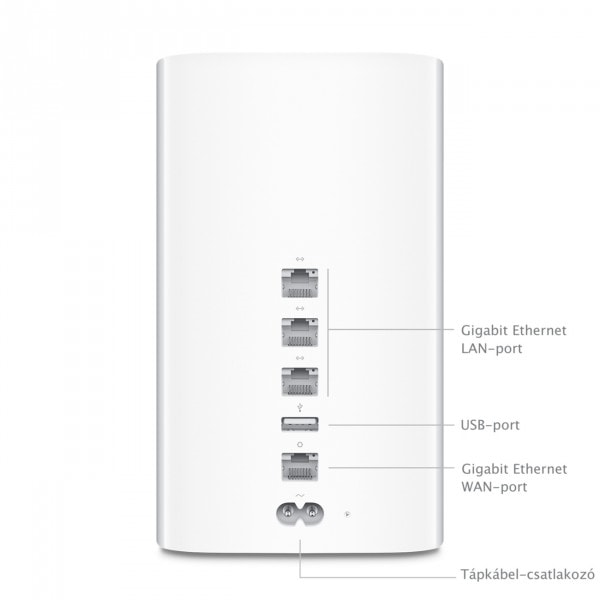 Gigabit Ethernet
LAN-port
USB-port
Gigabit Ethernet
WAN-port
Tápkábel-csatlakozó